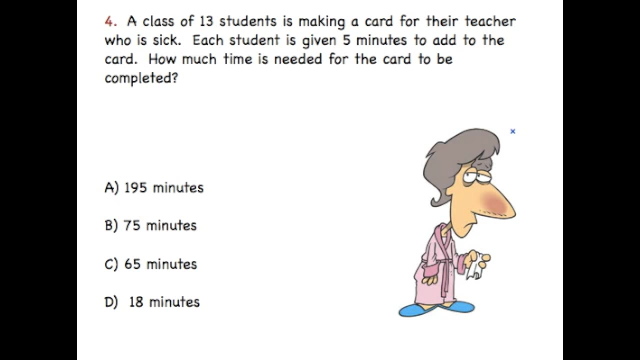 4. A class of 13 students is making a card for their teacher
who is sick. Each student is given 5 minutes to add to the
card. How much time is needed for the card to be
completed?
A) 195 minutes
B) 75 minutes
C) 65 minutes
D) 18 minutes